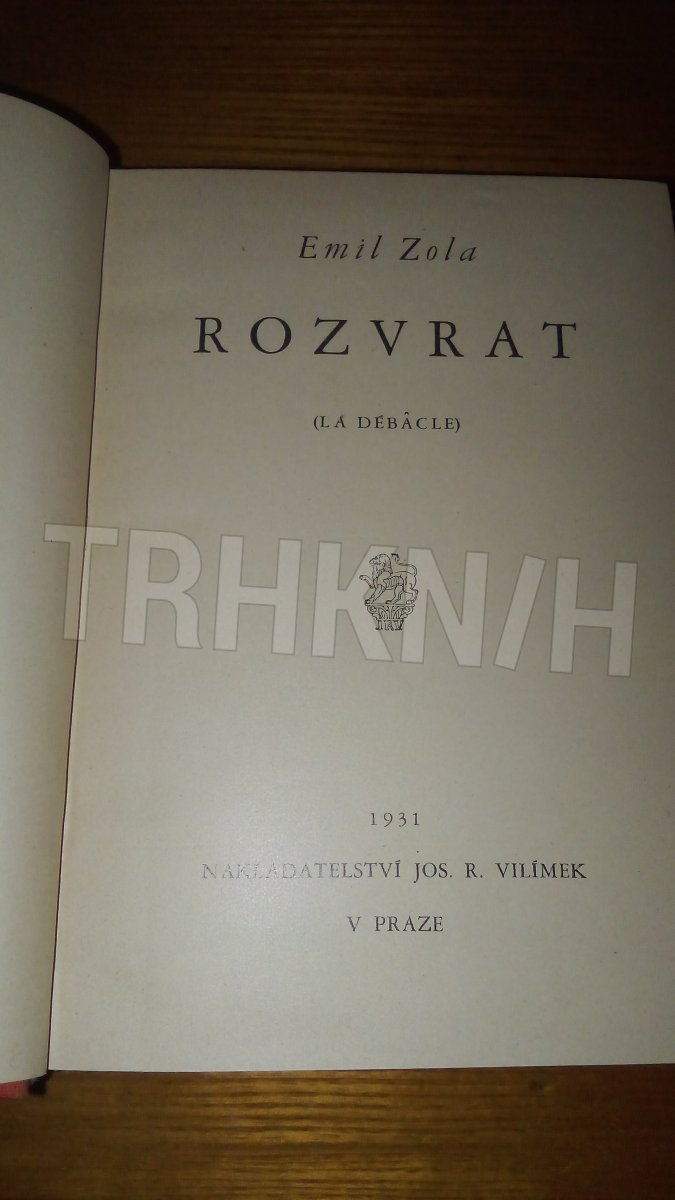 Emil Zola
ROZVRAT
(LA DÉBÂCLE)
TRHKNIH
1931
NAKLADATELSTVÍ JOS. R. VILÍMEK
V PRAZE